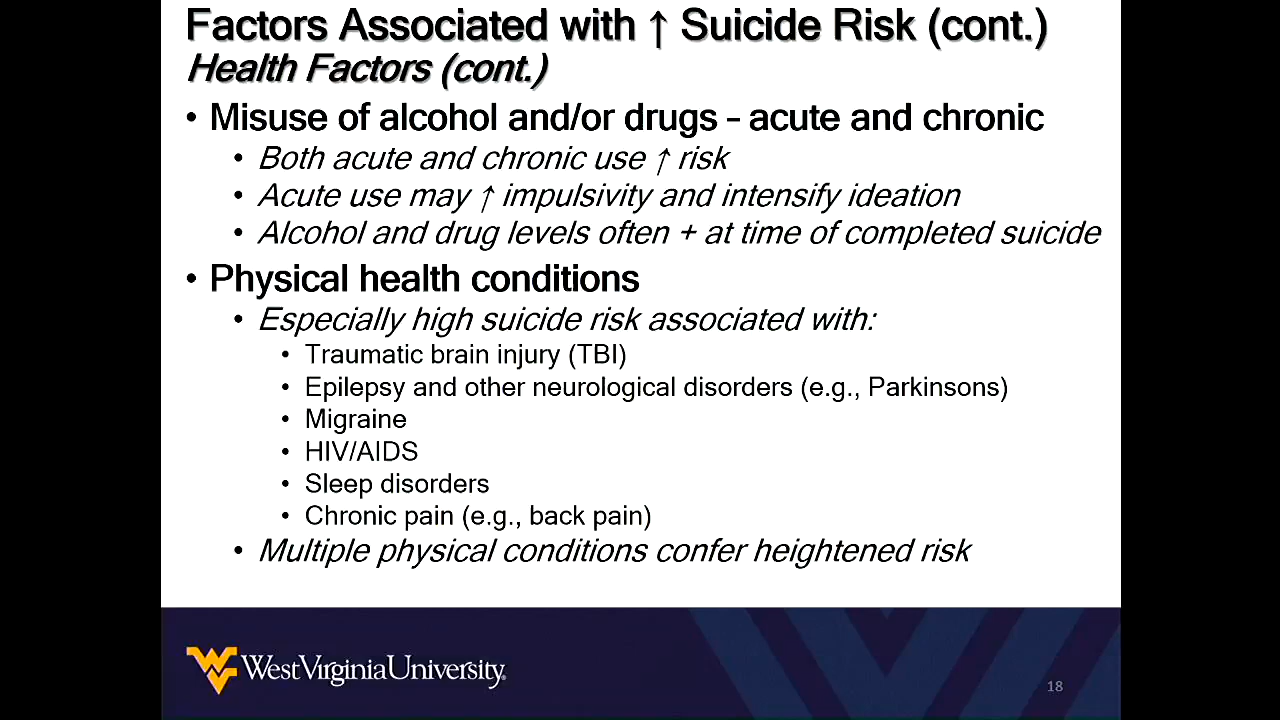 Factors Associated with ↑ Suicide Risk (cont.)
Health Factors (cont.)
• Misuse of alcohol and/or drugs – acute and chronic
• Both acute and chronic use ↑ risk
• Acute use may ↑ impulsivity and intensify ideation
• Alcohol and drug levels often + at time of completed suicide
• Physical health conditions
• Especially high suicide risk associated with:
• Traumatic brain injury (TBI)
• Epilepsy and other neurological disorders (e.g., Parkinsons)
• Migraine
• HIV/AIDS
• Sleep disorders
• Chronic pain (e.g., back pain)
• Multiple physical conditions confer heightened risk
WestVirginiaUniversity.
18